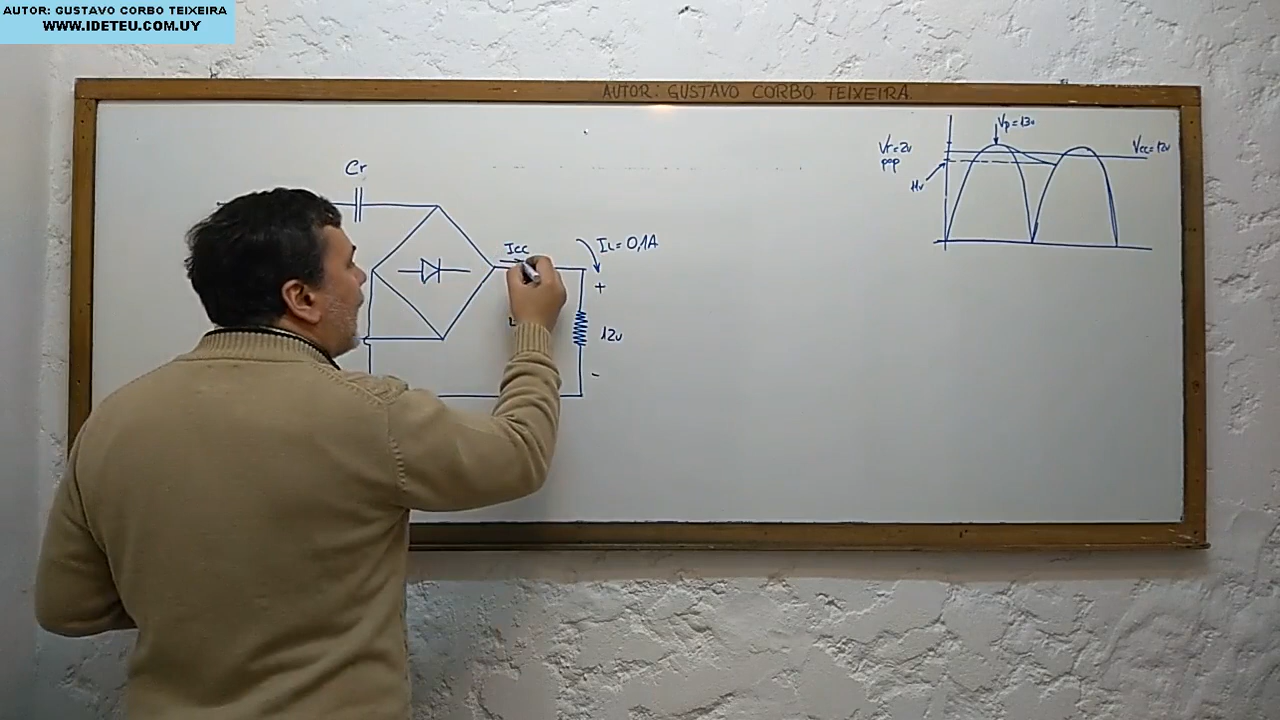 AUTOR: GUSTAVO CORBO TEIXEIRA
WWW.IDETEU.COM.UY
AUTOR: GUSTAVO CORBO TEIXEIRA.
Cr
Icc
IL= 0,1A
+
12v
-
Vp=13v
Vr=2v
pop
Vcc=12v
11v